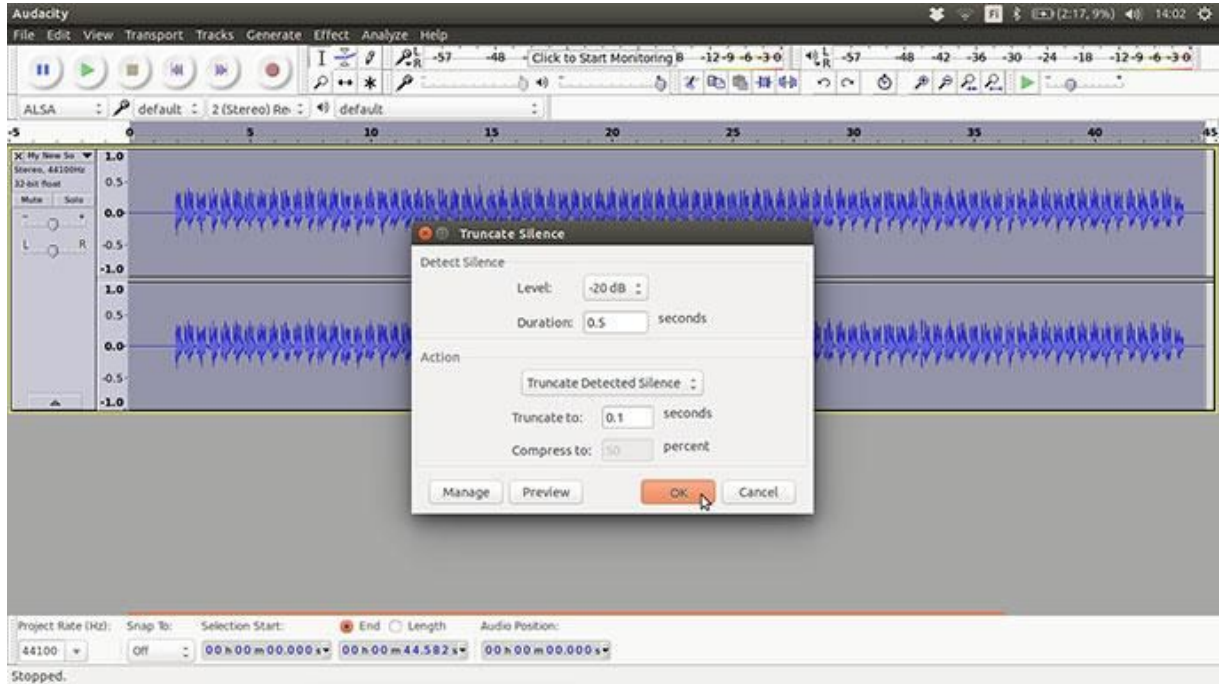 Audacity
Fi (2:17, 9%) 14:02
File Edit View Transport Tracks Generate Effect Analyze Help
L R -57 -48 - Click to Start Monitoring 8 -12 -9 -6 -3 0 L R -57 -48 -42 -36 -30 -24 -18 -12 -9 -6 -3 0
ALSA default 2 (Stereo) Re default
-5 0 5 10 15 20 25 30 35 40 45
X My New So 1.0
Stereo, 44100Hz
32-bit float 0.5
Mute Solo
- + 0.0
L R -0.5
-1.0
1.0
0.5
0.0
-0.5
-1.0
Truncate Silence
Detect Silence
Level: -20 dB
Duration: 0.5 seconds
Action
Truncate Detected Silence
Truncate to: 0.1 seconds
Compress to: 50 percent
Manage Preview OK Cancel
Project Rate (Hz): Snap To: Selection Start: End Length Audio Position:
44100 Off 00 h 00 m 00.000 s 00 h 00 m 44.582 s 00 h 00 m 00.000 s
Stopped.